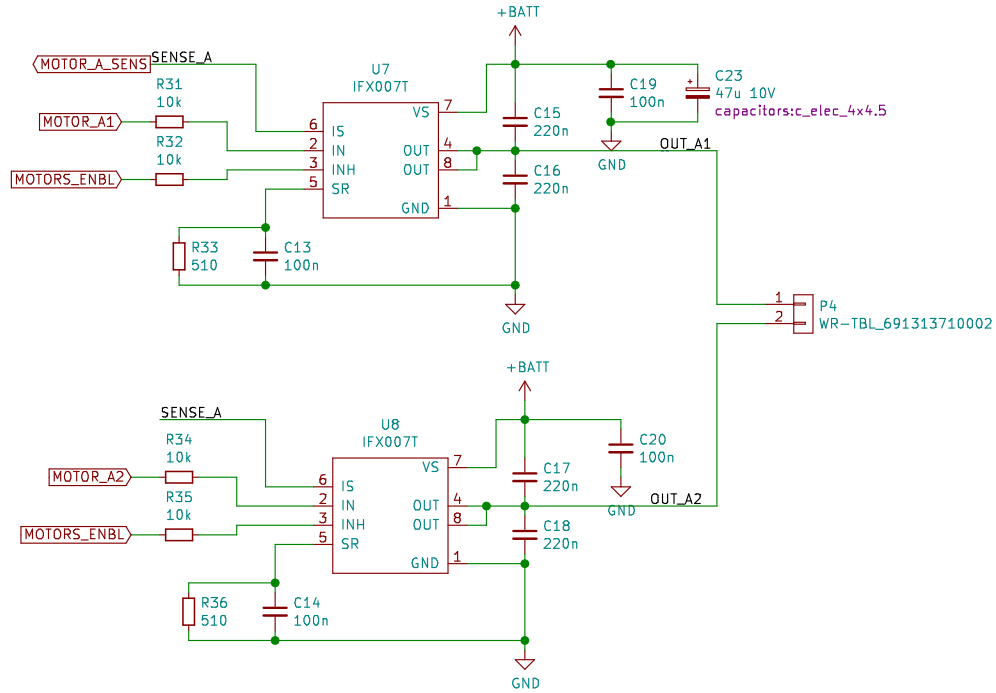 +BATT
MOTOR_A_SENS
SENSE_A
U7
IFX007T
C19
100n
C23
47u 10V
capacitors:c_elec_4x4.5
R31
10k
VS
7
C15
220n
MOTOR_A1
6
IS
R32
10k
2
IN
OUT
4
OUT_A1
GND
3
INH
OUT
8
C16
220n
MOTORS_ENBL
5
SR
GND
1
R33
510
C13
100n
GND
1
2
P4
WR-TBL_691313710002
+BATT
SENSE_A
U8
IFX007T
R34
10k
C20
100n
VS
7
C17
220n
MOTOR_A2
6
IS
R35
10k
2
IN
OUT
4
OUT_A2
GND
3
INH
OUT
8
C18
220n
MOTORS_ENBL
5
SR
GND
1
R36
510
C14
100n
GND